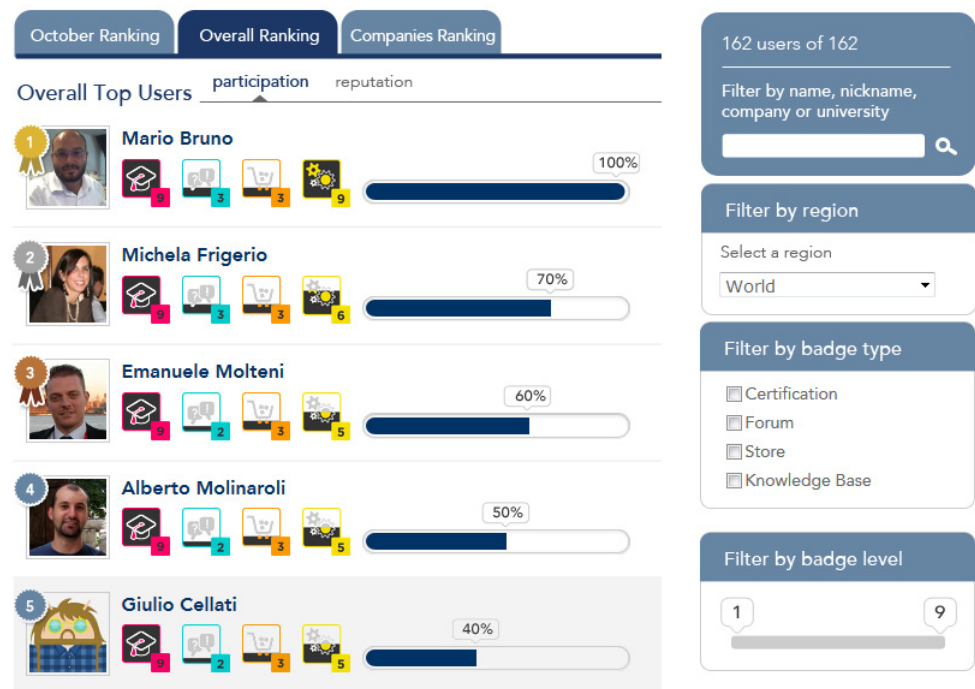 October Ranking
Overall Ranking
Companies Ranking
Overall Top Users
participation
reputation
1
Mario Bruno
9
3
3
9
100%
2
Michela Frigerio
9
3
3
6
70%
3
Emanuele Molteni
9
2
3
5
60%
4
Alberto Molinaroli
9
2
3
5
50%
5
Giulio Cellati
9
2
3
5
40%
162 users of 162
Filter by name, nickname,
company or university
Filter by region
Select a region
World
Filter by badge type
Certification
Forum
Store
Knowledge Base
Filter by badge level
1
9